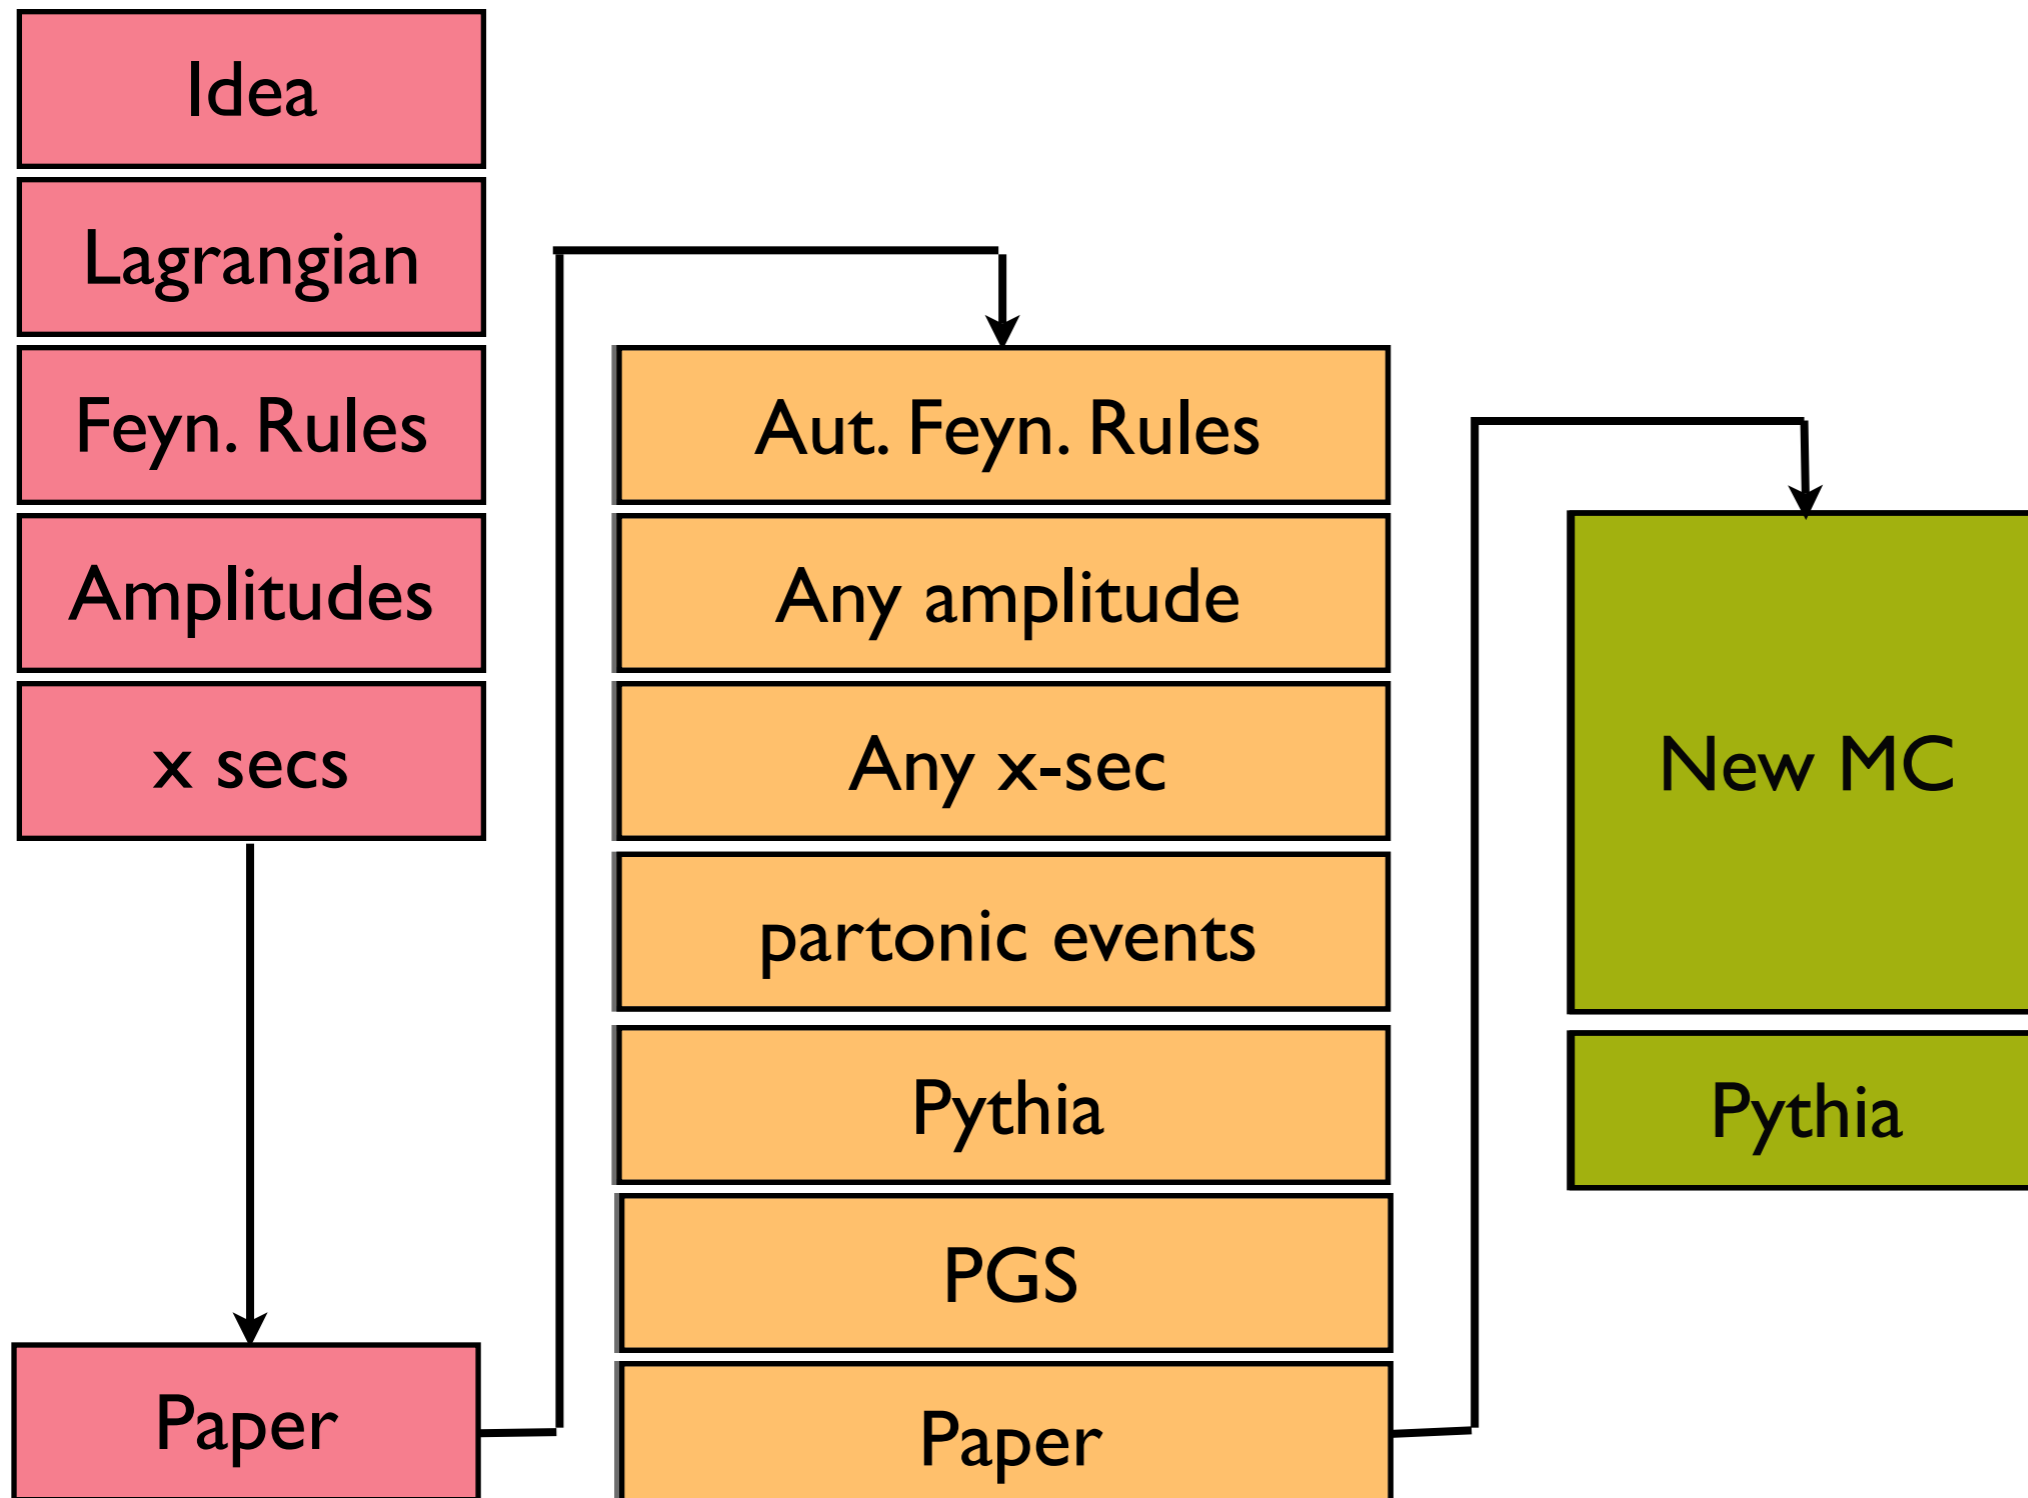 Idea
Lagrangian
Feyn. Rules
Amplitudes
x secs
Paper
Aut. Feyn. Rules
Any amplitude
Any x-sec
partonic events
Pythia
PGS
Paper
New MC
Pythia